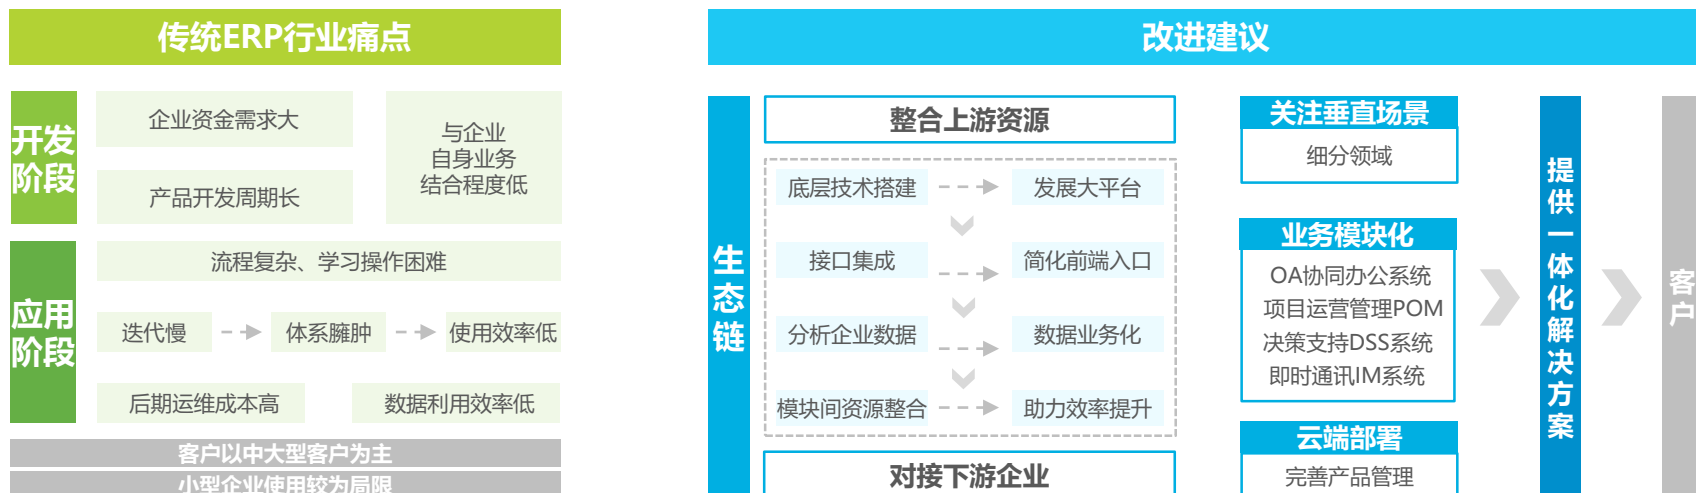 传统ERP行业痛点
开发
阶段
企业资金需求大
产品开发周期长
与企业
自身业务
结合程度低
应用
阶段
流程复杂、学习操作困难
迭代慢
体系臃肿
使用效率低
后期运维成本高
数据利用效率低
客户以中大型客户为主
小型企业使用较为局限
改进建议
生态链
整合上游资源
底层技术搭建
发展大平台
接口集成
简化前端入口
分析企业数据
数据业务化
模块间资源整合
助力效率提升
对接下游企业
关注垂直场景
细分领域
业务模块化
OA协同办公系统
项目运营管理POM
决策支持DSS系统
即时通讯IM系统
云端部署
完善产品管理
提供一体化解决方案
客户